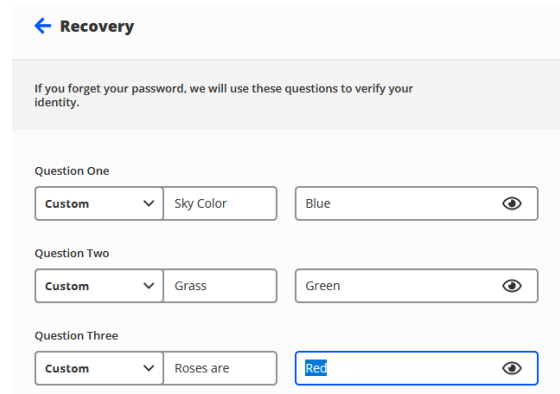 Recovery
If you forget your password, we will use these questions to verify your
identity.
Question One
Custom Sky Color Blue
Question Two
Custom Grass Green
Question Three
Custom Roses are Red